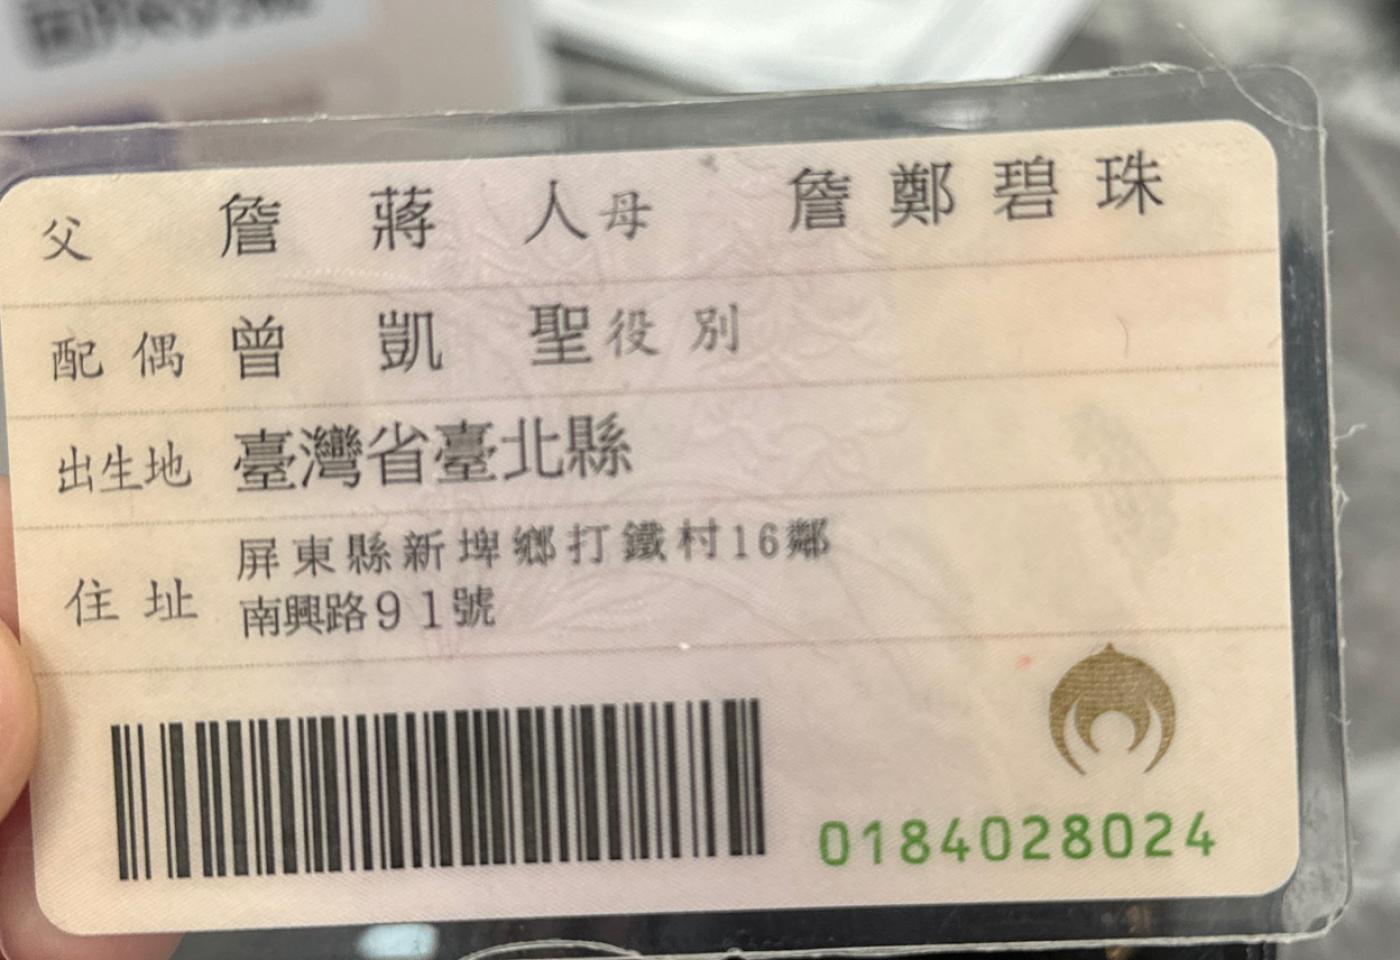 父 詹蔣人 母 詹鄭碧珠
配偶 曾凱聖 役別
出生地 臺灣省臺北縣
住址 屏東縣新埤鄉打鐵村16鄰
南興路91號
0184028024